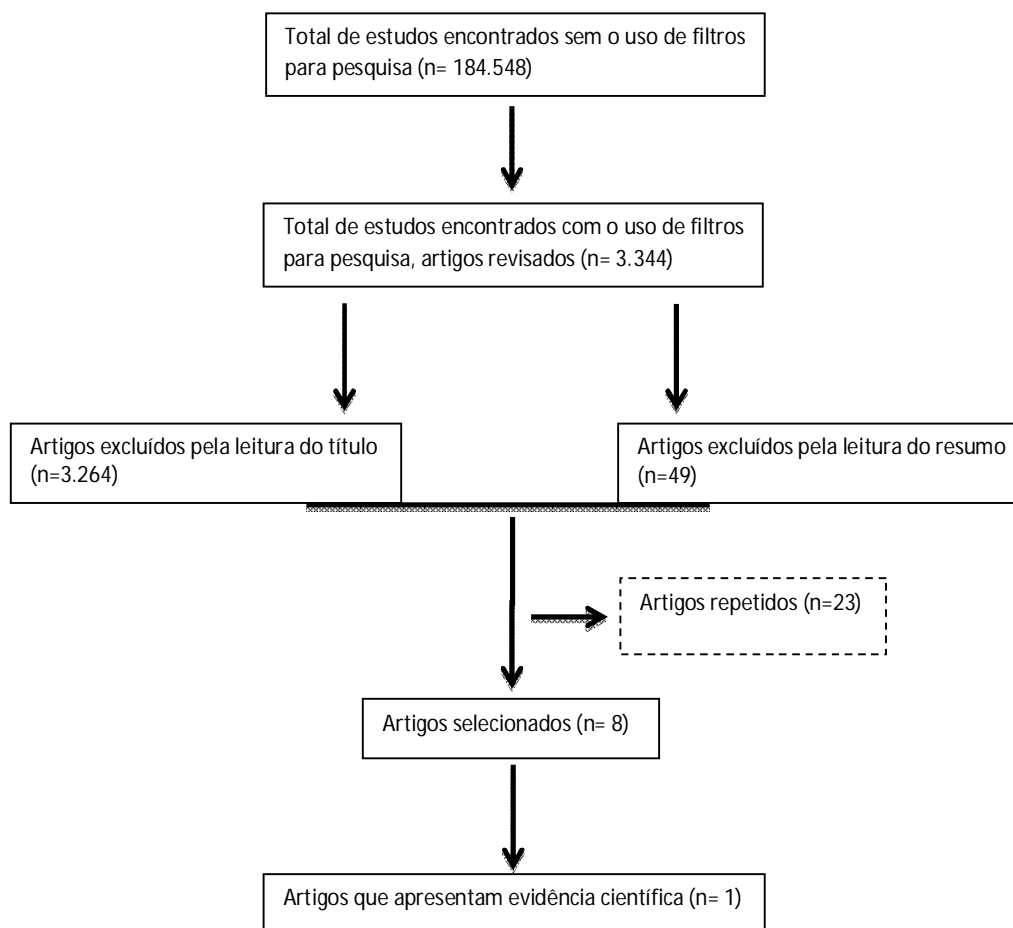 Total de estudos encontrados sem o uso de filtros
para pesquisa (n= 184.548)
Total de estudos encontrados com o uso de filtros
para pesquisa, artigos revisados (n= 3.344)
Artigos excluídos pela leitura do título
(n=3.264)
Artigos excluídos pela leitura do resumo
(n=49)
Artigos repetidos (n=23)
Artigos selecionados (n= 8)
Artigos que apresentam evidência científica (n= 1)